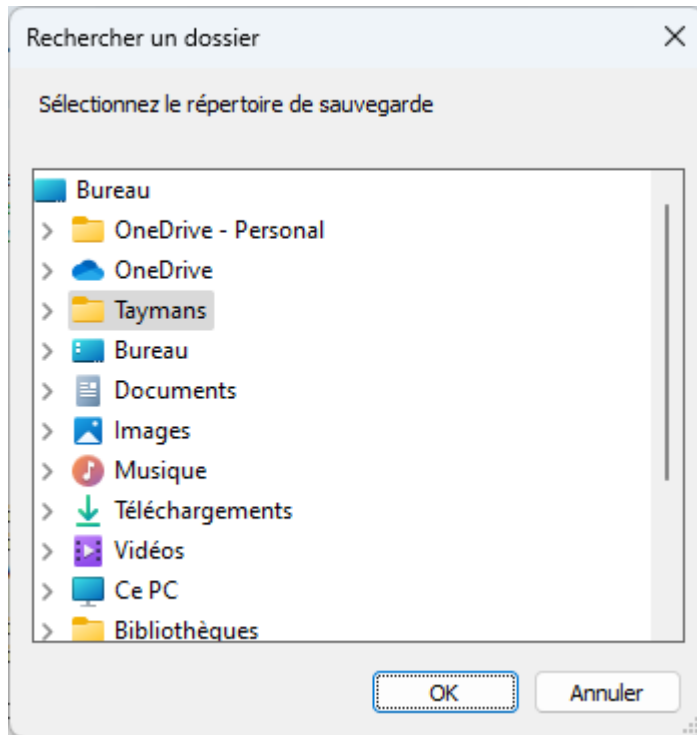 Rechercher un dossier
Sélectionnez le répertoire de sauvegarde
Bureau
OneDrive - Personal
OneDrive
Taymans
Bureau
Documents
Images
Musique
Téléchargements
Vidéos
Ce PC
Bibliothèques
OK Annuler